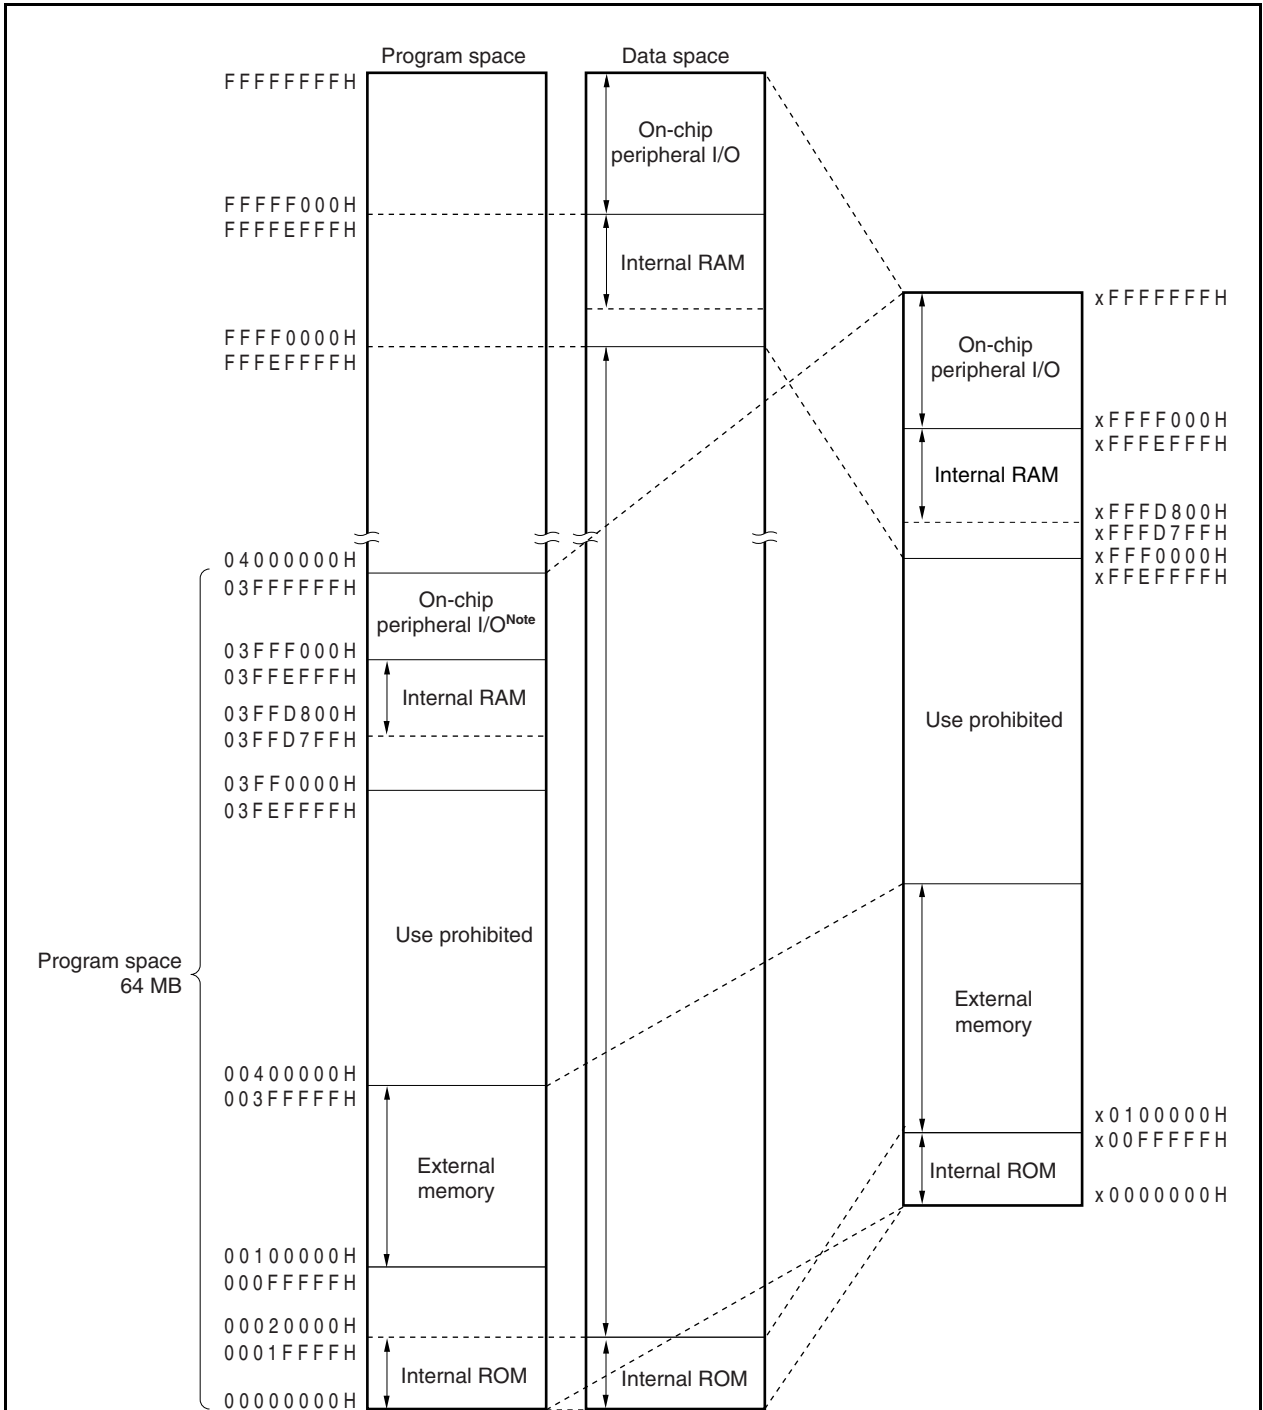 Program space
Data space
FFFFFFFFH
On-chip
peripheral I/O
FFFFF000H
FFFFEFFFH
Internal RAM
FFFF0000H
FFFEFFFFH
04000000H
03FFFFFFH
On-chip
peripheral I/ONote
03FFF000H
03FFEFFFH
Internal RAM
03FFD800H
03FFD7FFH
03FF0000H
03FEFFFFH
Use prohibited
Program space
64 MB
00400000H
003FFFFFH
External
memory
00100000H
000FFFFFH
00020000H
0001FFFFH
Internal ROM
Internal ROM
00000000H
xFFFFFFFH
On-chip
peripheral I/O
xFFFF000H
xFFFEFFFH
Internal RAM
xFFFD800H
xFFFD7FFH
xFFF0000H
xFFEFFFFH
Use prohibited
External
memory
x0100000H
x00FFFFFH
Internal ROM
x0000000H